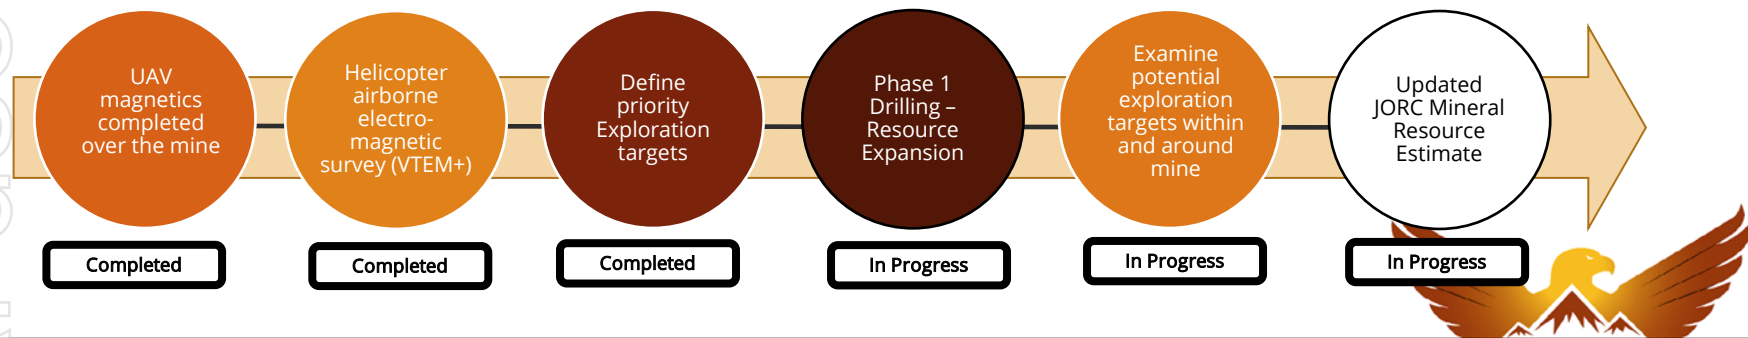 UAV
magnetics
completed
over the mine
Helicopter
airborne
electro-
magnetic
survey (VTEM+)
Define
priority
Exploration
targets
Phase 1
Drilling –
Resource
Expansion
Examine
potential
exploration
targets within
and around
mine
Updated
JORC Mineral
Resource
Estimate
Completed
Completed
Completed
In Progress
In Progress
In Progress